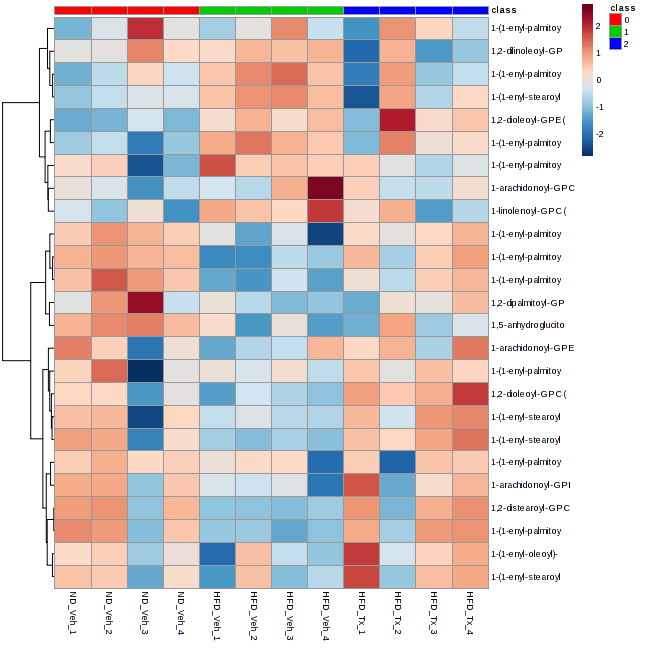 class
1-(1-enyl-palmitoy
1,2-dilinoleoyl-GP
1-(1-enyl-palmitoy
1-(1-enyl-stearoyl
1,2-dioleoyl-GPE (
1-(1-enyl-palmitoy
1-(1-enyl-palmitoy
1-arachidonoyl-GPC
1-linolenoyl-GPC (
1-(1-enyl-palmitoy
1-(1-enyl-palmitoy
1-(1-enyl-palmitoy
1,2-dipalmitoyl-GP
1,5-anhydroglucito
1-arachidonoyl-GPE
1-(1-enyl-palmitoy
1,2-dioleoyl-GPC (
1-(1-enyl-stearoyl
1-(1-enyl-stearoyl
1-(1-enyl-palmitoy
1-arachidonoyl-GPI
1,2-distearoyl-GPC
1-(1-enyl-palmitoy
1-(1-enyl-oleoyl)-
1-(1-enyl-stearoyl
2
1
0
-1
-2
class
0
1
2
ND_Veh_1
ND_Veh_2
ND_Veh_3
ND_Veh_4
HFD_Veh_1
HFD_Veh_2
HFD_Veh_3
HFD_Veh_4
HFD_Tx_1
HFD_Tx_2
HFD_Tx_3
HFD_Tx_4